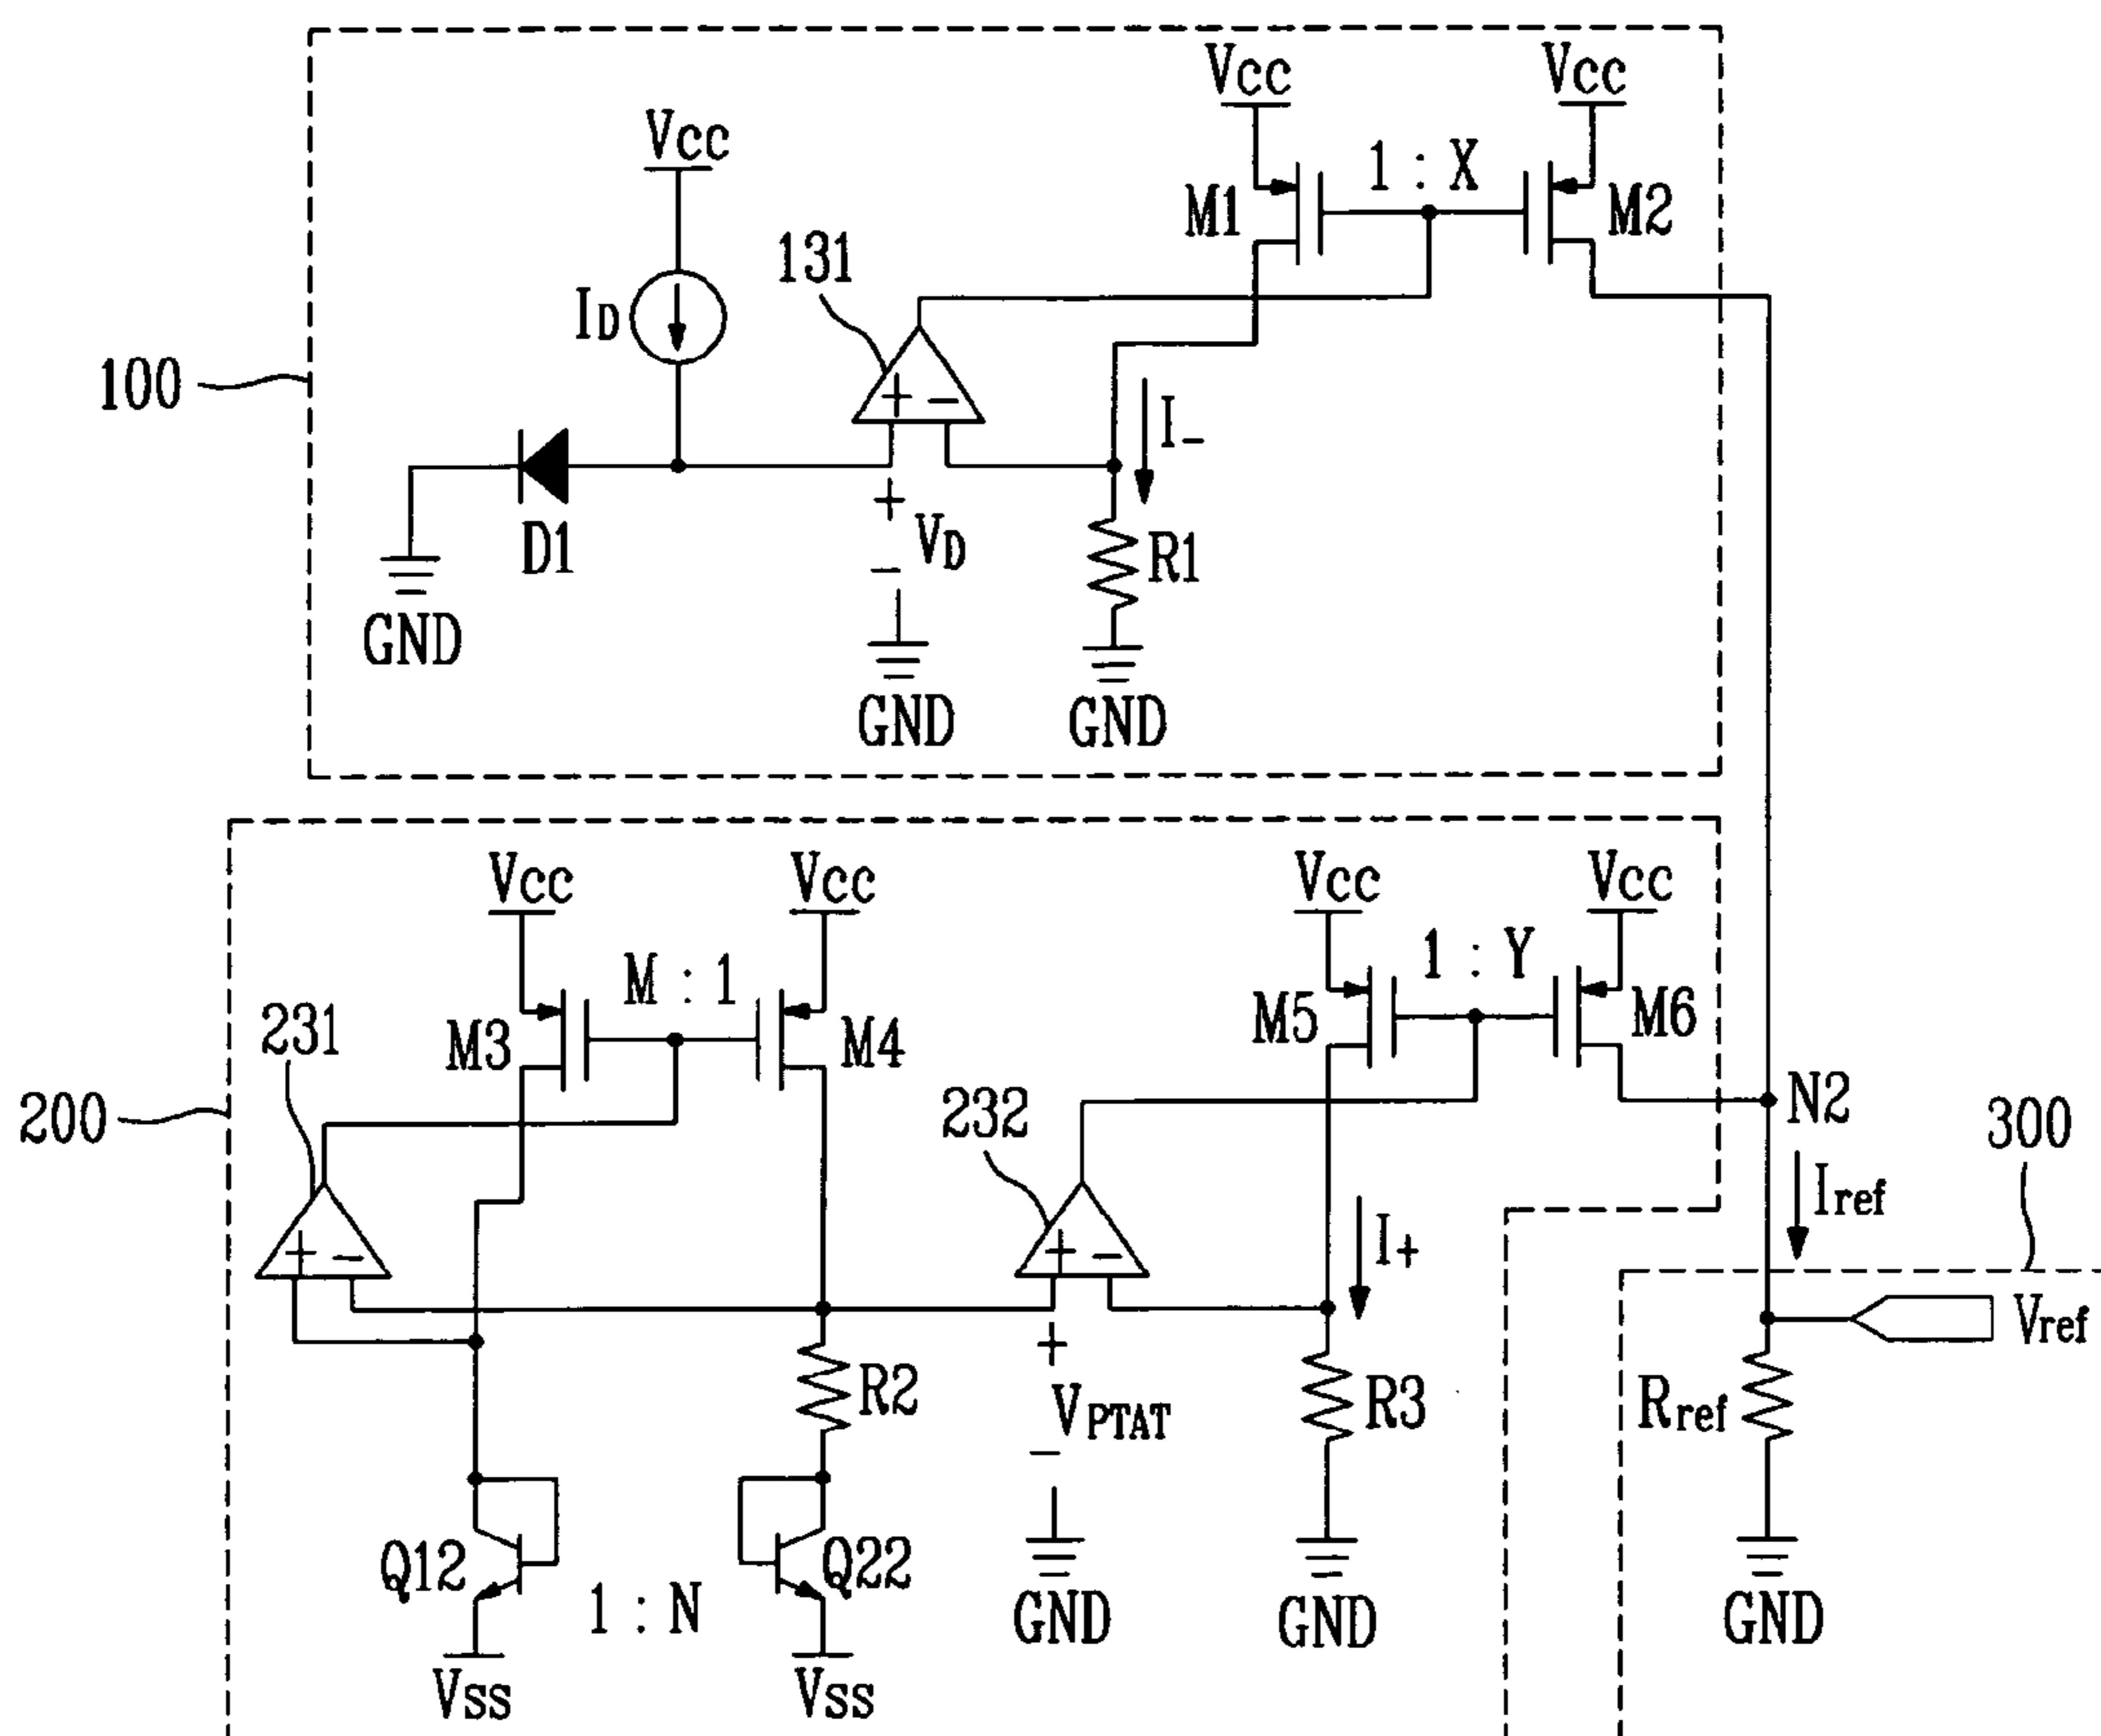 Vcc Vcc
Vcc
M1 1 : X M2
131
ID
100
+ − I−
D1
+
VD
−
R1
GND
GND GND
Vcc Vcc Vcc Vcc
M : 1 1 : Y
231 M3 M4 M5 M6
200
232 N2
300
Iref
+ − + − I+
Vref
+
R2 VPTAT R3 Rref
−
Q12 Q22
1 : N
GND GND GND
Vss Vss